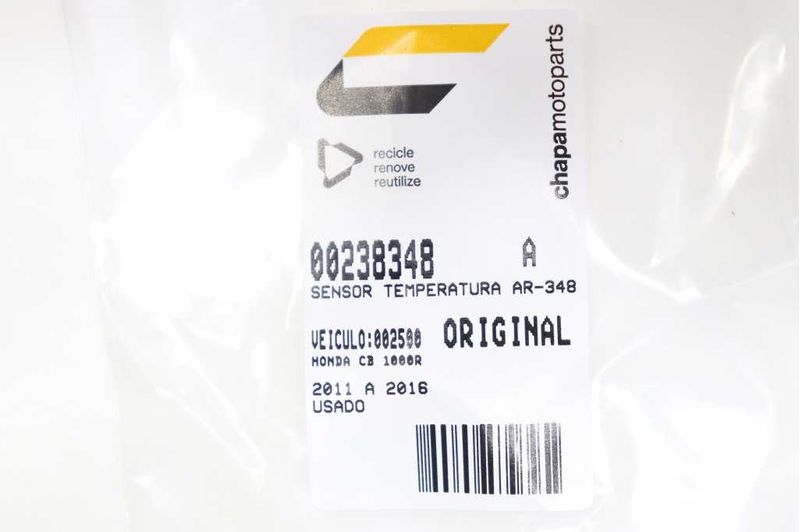 chapamotoparts
recicle
renove
reutilize
00238348 A
SENSOR TEMPERATURA AR-348
VEICULO:002500 ORIGINAL
HONDA CB 1000R
2011 A 2016
USADO